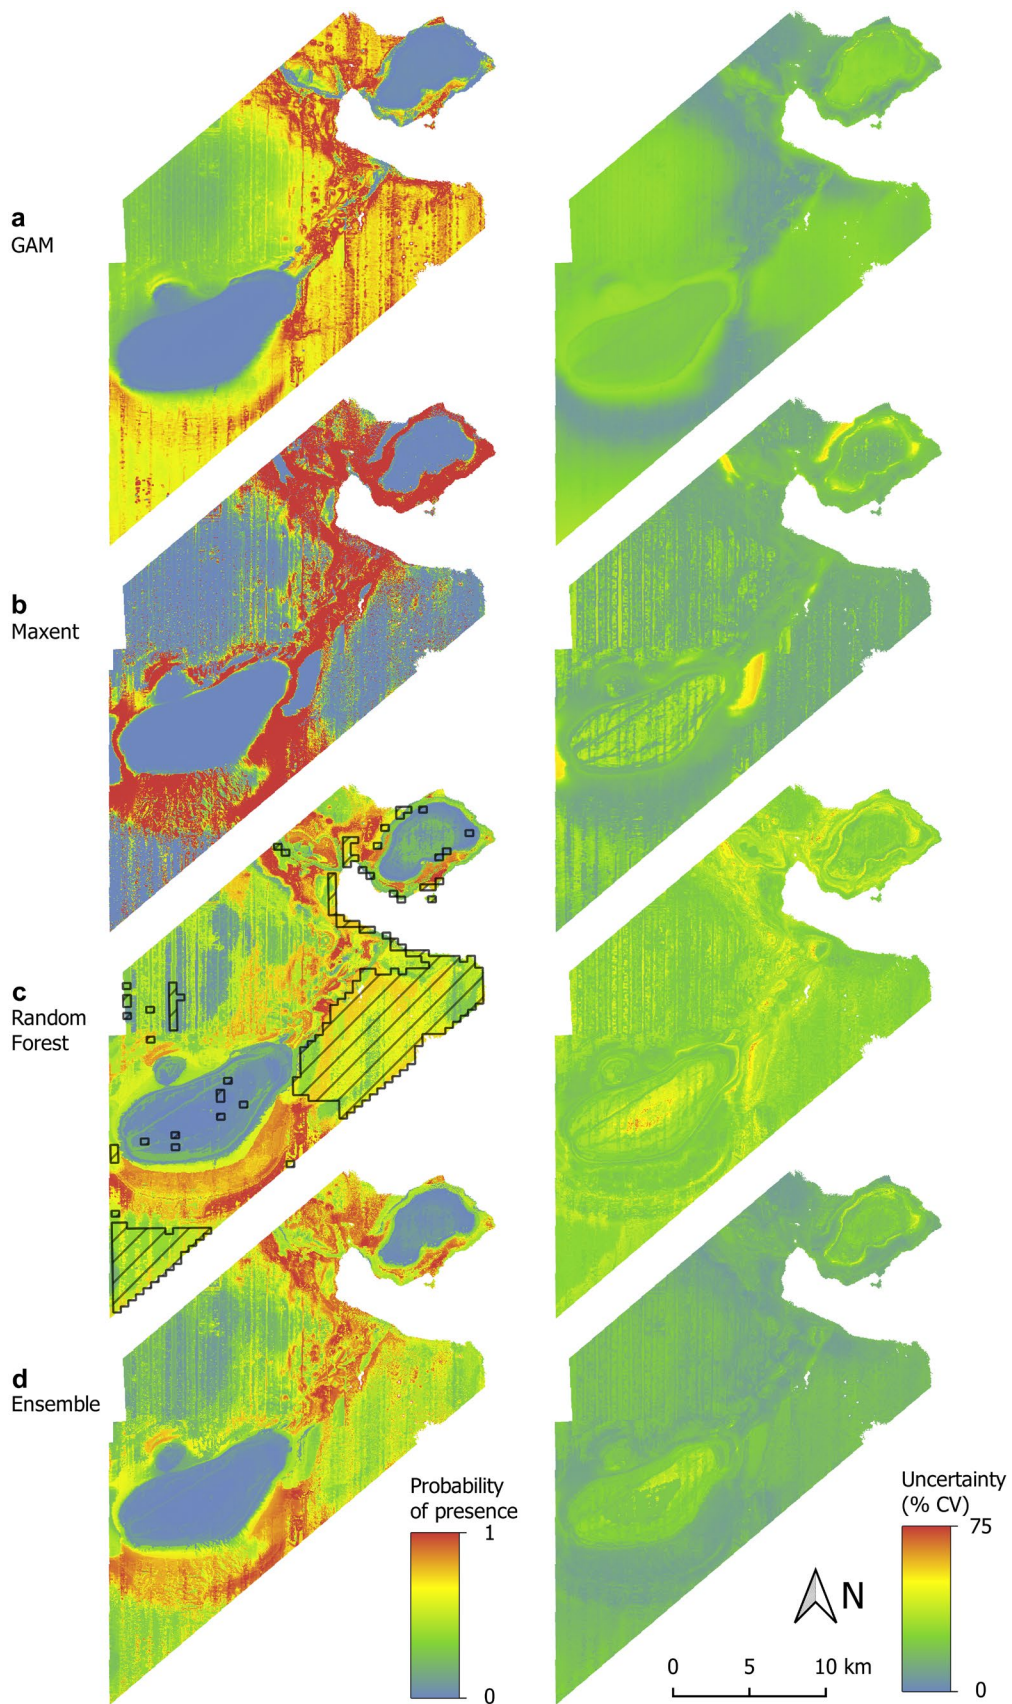 a
GAM
b
Maxent
c
Random
Forest
d
Ensemble
Probability
of presence
1
0
Uncertainty
(% CV)
75
0
N
0 5 10 km